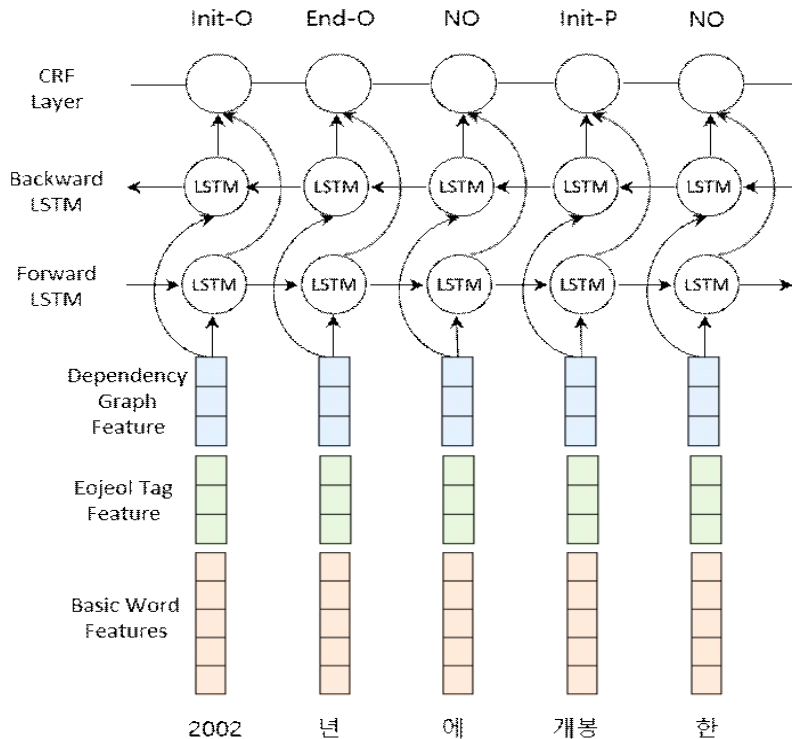 Init-O End-O NO Init-P NO
CRF
Layer
Backward
LSTM
LSTM LSTM LSTM LSTM LSTM
Forward
LSTM
LSTM LSTM LSTM LSTM LSTM
Dependency
Graph
Feature
Eojeol Tag
Feature
Basic Word
Features
2002 년 에 개봉 한